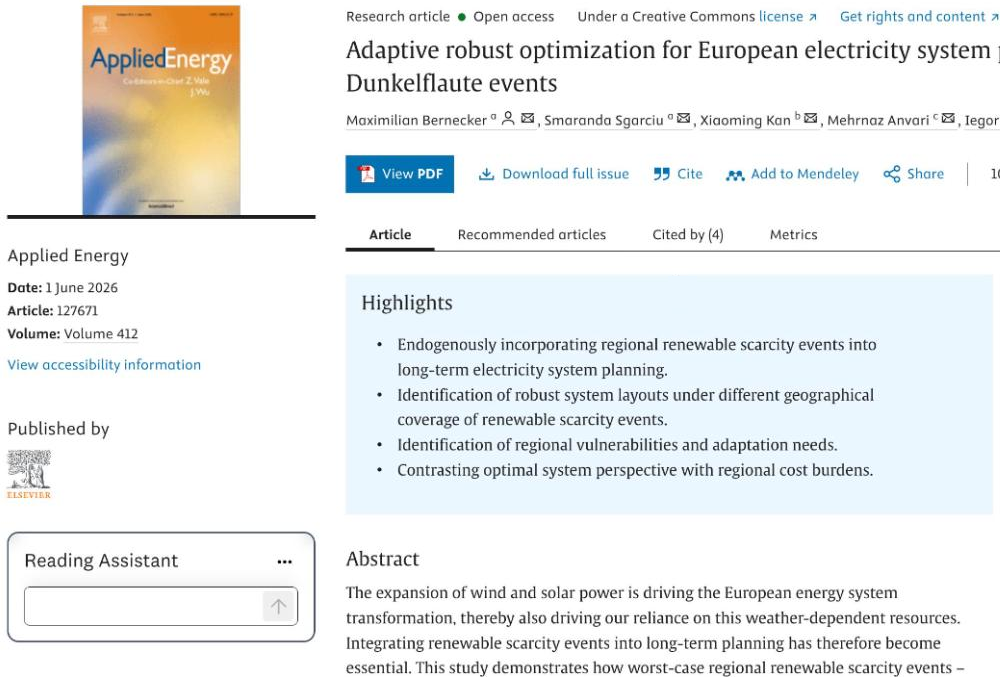 AppliedEnergy
Co-Editors-in-Chief Z. Vale
J. Wu
Applied Energy
Date: 1 June 2026
Article: 127671
Volume: Volume 412
View accessibility information
Published by
ELSEVIER
Reading Assistant
Research article Open access Under a Creative Commons license ↗ Get rights and content ↗
Adaptive robust optimization for European electricity system
Dunkelflaute events
Maximilian Bernecker a, Smaranda Sgarciu a, Xiaoming Kan b, Mehrnaz Anvari c, Iegor
View PDF Download full issue Cite Add to Mendeley Share
Article Recommended articles Cited by (4) Metrics
Highlights
• Endogenously incorporating regional renewable scarcity events into
long-term electricity system planning.
• Identification of robust system layouts under different geographical
coverage of renewable scarcity events.
• Identification of regional vulnerabilities and adaptation needs.
• Contrasting optimal system perspective with regional cost burdens.
Abstract
The expansion of wind and solar power is driving the European energy system
transformation, thereby also driving our reliance on this weather-dependent resources.
Integrating renewable scarcity events into long-term planning has therefore become
essential. This study demonstrates how worst-case regional renewable scarcity events –